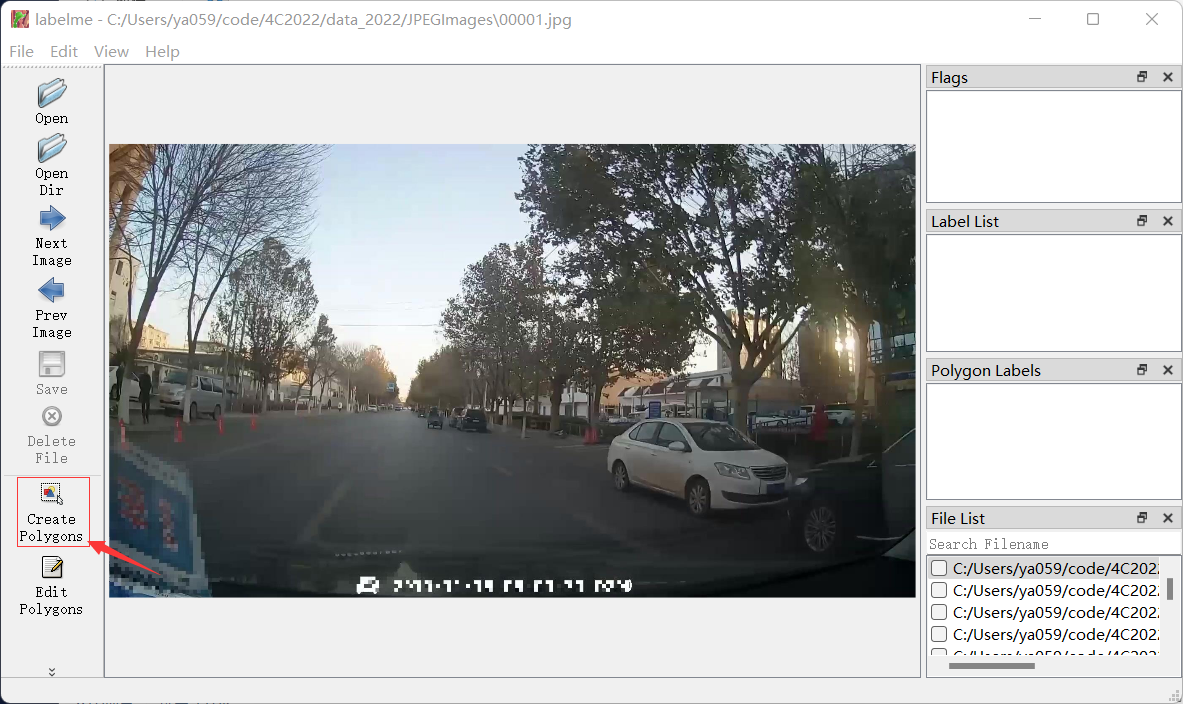 labelme - C:/Users/ya059/code/4C2022/data_2022/JPEGImages\00001.jpg
File Edit View Help
Open
Open
Dir
Next
Image
Prev
Image
Save
Delete
File
Create
Polygons
Edit
Polygons
Flags
Label List
Polygon Labels
File List
Search Filename
C:/Users/ya059/code/4C202
C:/Users/ya059/code/4C202
C:/Users/ya059/code/4C202
C:/Users/ya059/code/4C202